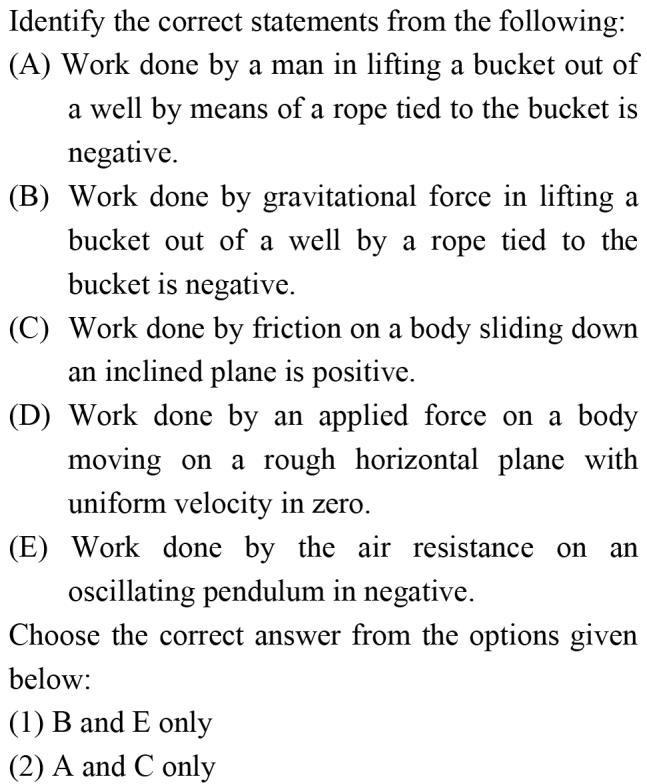 Identify the correct statements from the following:
(A) Work done by a man in lifting a bucket out of
a well by means of a rope tied to the bucket is
negative.
(B) Work done by gravitational force in lifting a
bucket out of a well by a rope tied to the
bucket is negative.
(C) Work done by friction on a body sliding down
an inclined plane is positive.
(D) Work done by an applied force on a body
moving on a rough horizontal plane with
uniform velocity in zero.
(E) Work done by the air resistance on an
oscillating pendulum in negative.
Choose the correct answer from the options given
below:
(1) B and E only
(2) A and C only